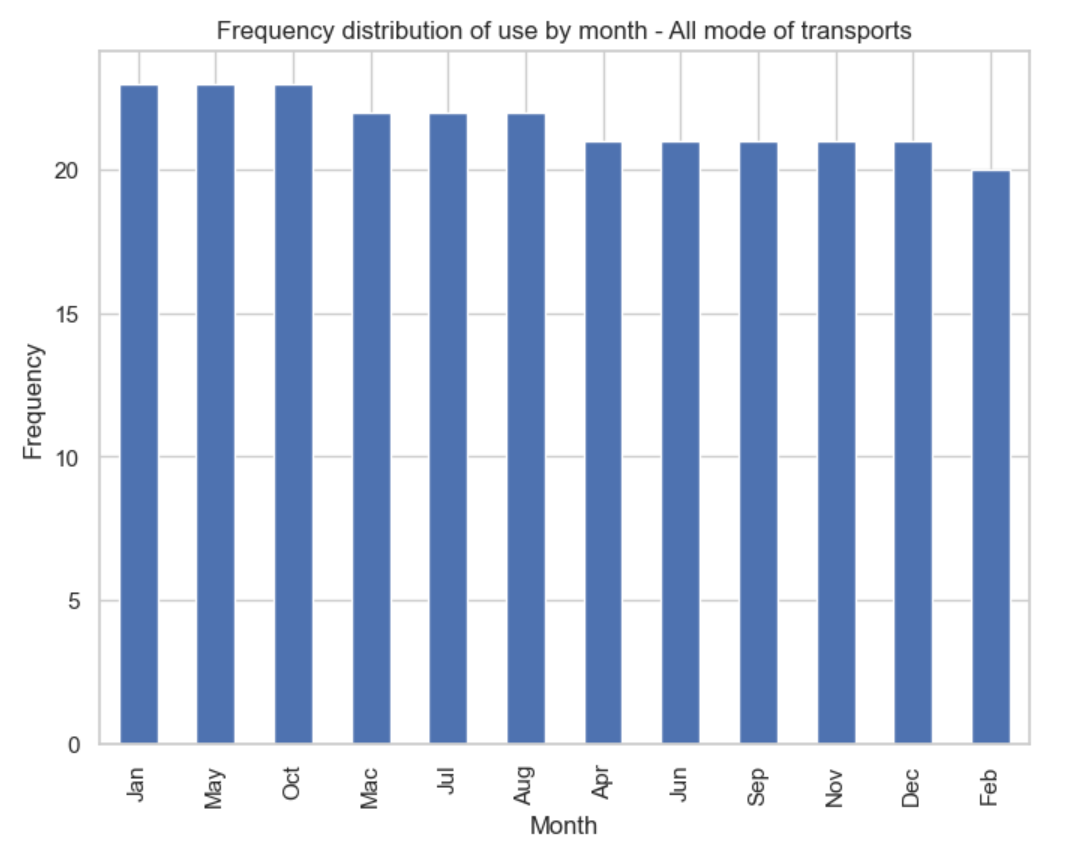 Frequency distribution of use by month - All mode of transports
Frequency
20
15
10
5
0
Jan May Oct Mac Jul Aug Apr Jun Sep Nov Dec Feb
Month